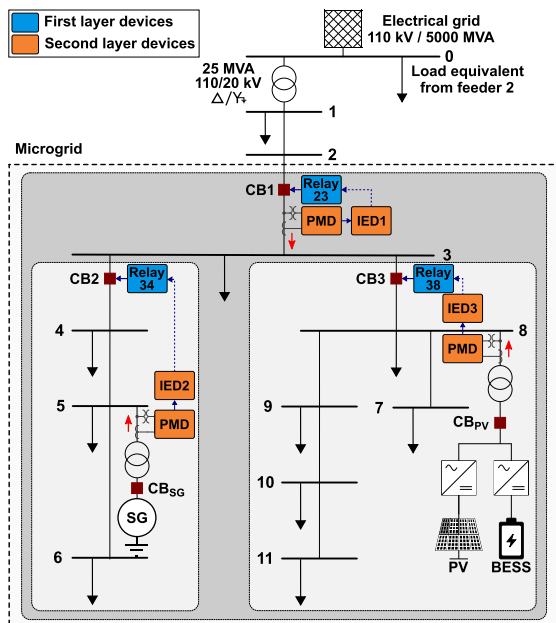 First layer devices
Second layer devices
Electrical grid
110 kV / 5000 MVA
0
25 MVA
110/20 kV
Load equivalent
from feeder 2
1
2
Microgrid
CB1
Relay
23
PMD
IED1
3
CB2
Relay
34
CB3
Relay
38
IED3
4
8
PMD
IED2
5
PMD
9
7
CBPV
CBSG
10
SG
6
11
PV
BESS